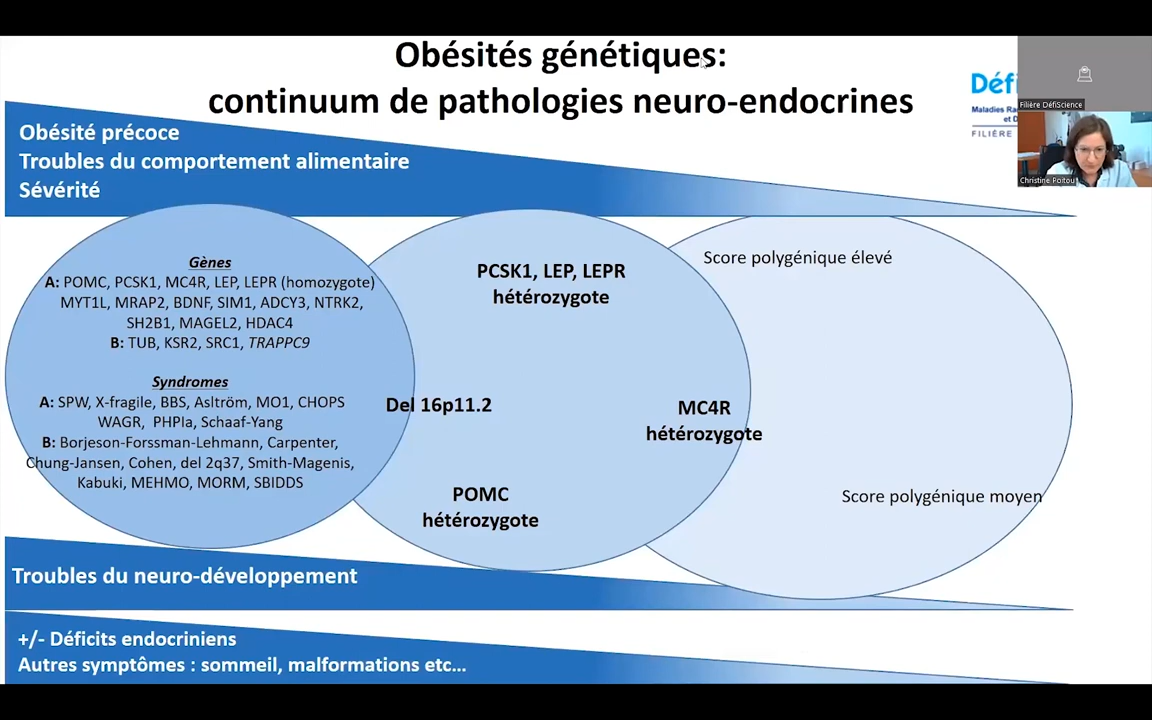 Obésités génétiques:
continuum de pathologies neuro-endocrines
Défi
Maladies Ra
et D
FILIÈRE
Filière DéfiScience
Christine Poitou
Obésité précoce
Troubles du comportement alimentaire
Sévérité
Gènes
A: POMC, PCSK1, MC4R, LEP, LEPR (homozygote)
MYT1L, MRAP2, BDNF, SIM1, ADCY3, NTRK2,
SH2B1, MAGEL2, HDAC4
B: TUB, KSR2, SRC1, TRAPPC9
Syndromes
A: SPW, X-fragile, BBS, Aslström, MO1, CHOPS
WAGR, PHPIa, Schaaf-Yang
B: Borjeson-Forssman-Lehmann, Carpenter,
Chung-Jansen, Cohen, del 2q37, Smith-Magenis,
Kabuki, MEHMO, MORM, SBIDDS
PCSK1, LEP, LEPR
hétérozygote
Del 16p11.2
POMC
hétérozygote
MC4R
hétérozygote
Score polygénique élevé
Score polygénique moyen
Troubles du neuro-développement
+/- Déficits endocriniens
Autres symptômes : sommeil, malformations etc...